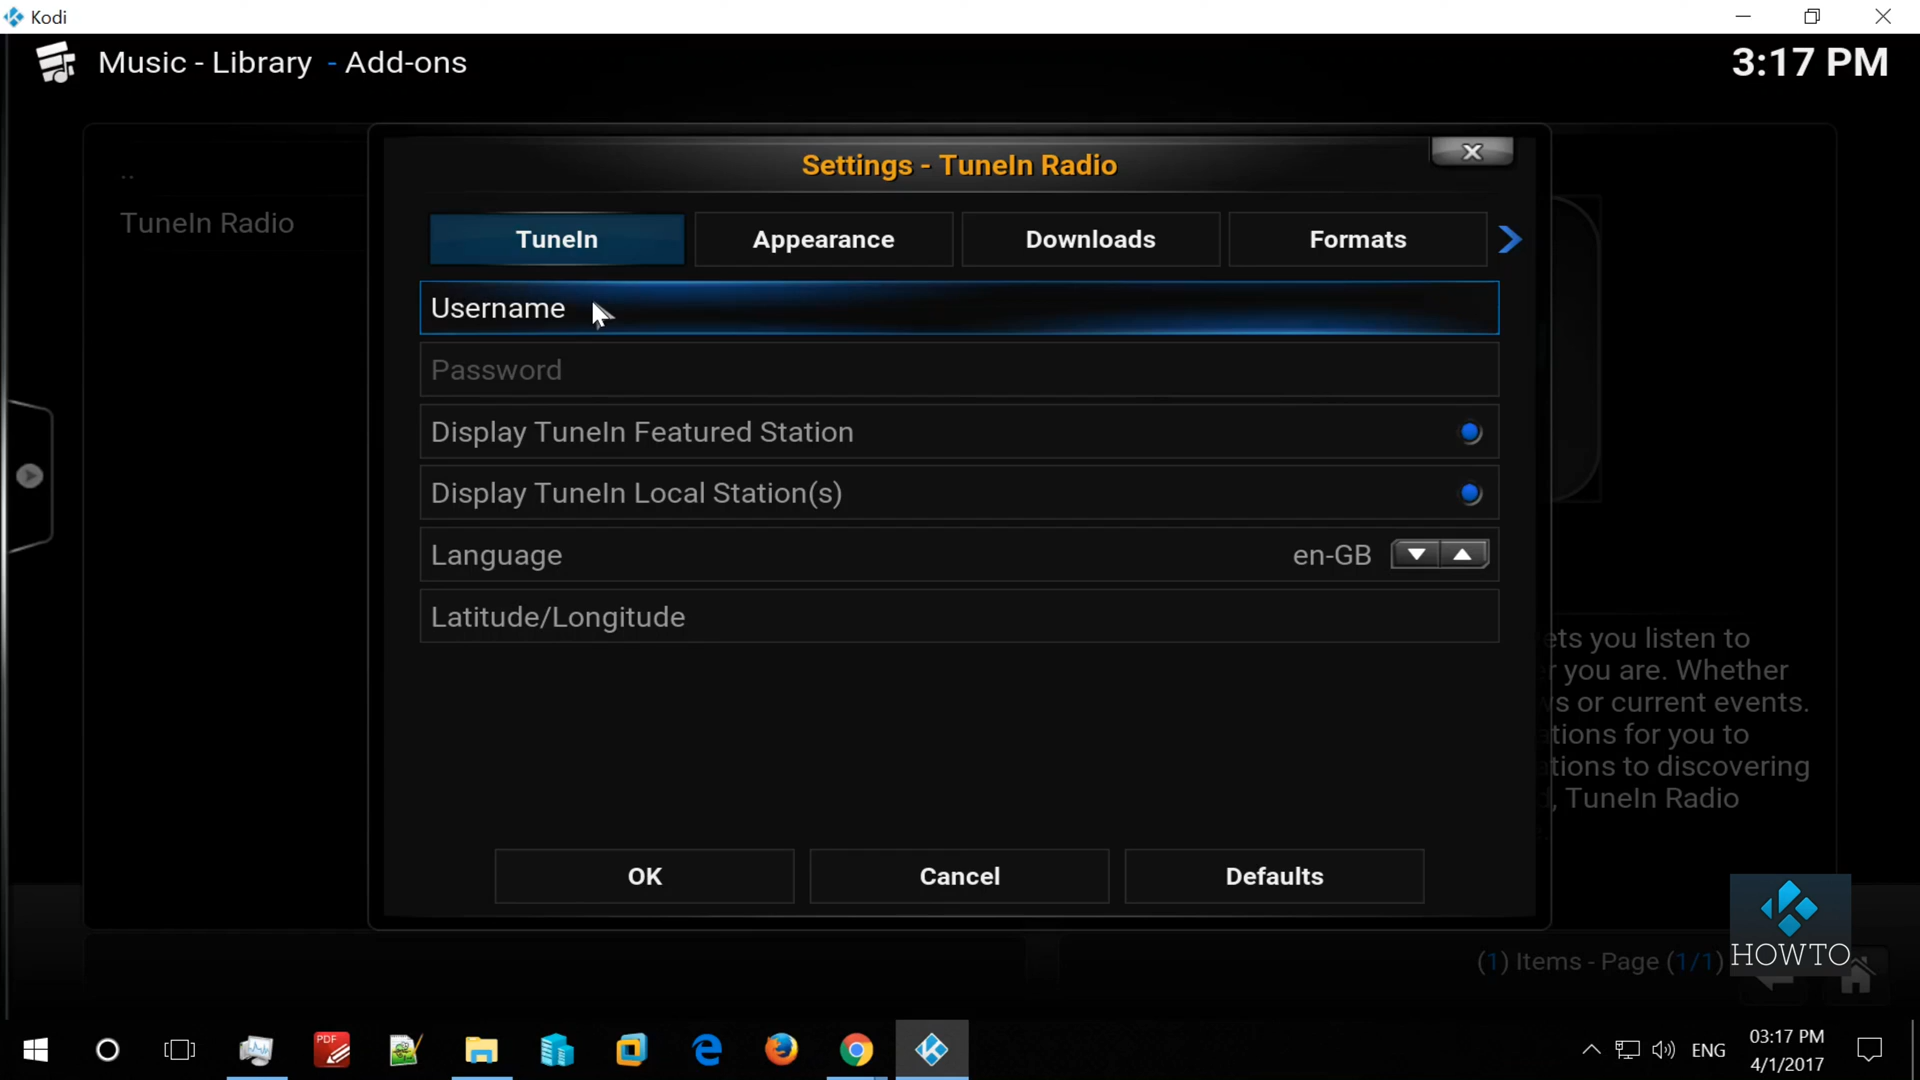 Kodi
Music - Library - Add-ons
3:17 PM
Settings - TuneIn Radio
..
TuneIn Radio
TuneIn
Appearance
Downloads
Formats
Username
Password
Display TuneIn Featured Station
Display TuneIn Local Station(s)
Language
en-GB
Latitude/Longitude
ets you listen to
you are. Whether
or current events.
ations for you to
ations to discovering
, TuneIn Radio
OK
Cancel
Defaults
(1) Items - Page (1/1)
HOWTO
PDF
ENG
03:17 PM
4/1/2017